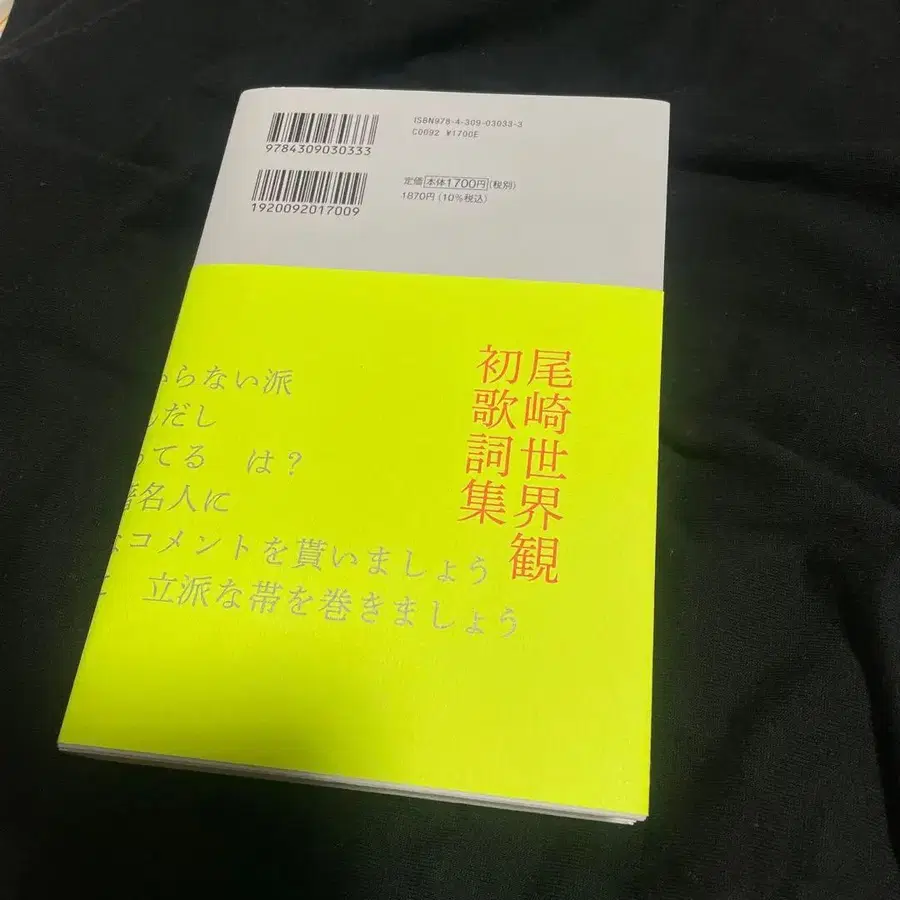 ISBN978-4-309-03033-3
C0092 ¥1700E
9784309030333
定価 本体1700円 (税別)
1870円 (10%税込)
1920092017009
尾崎世界観
初歌詞集
らない派
だし
てる は？
名人に
コメントを貰いましょう
立派な帯を巻きましょう